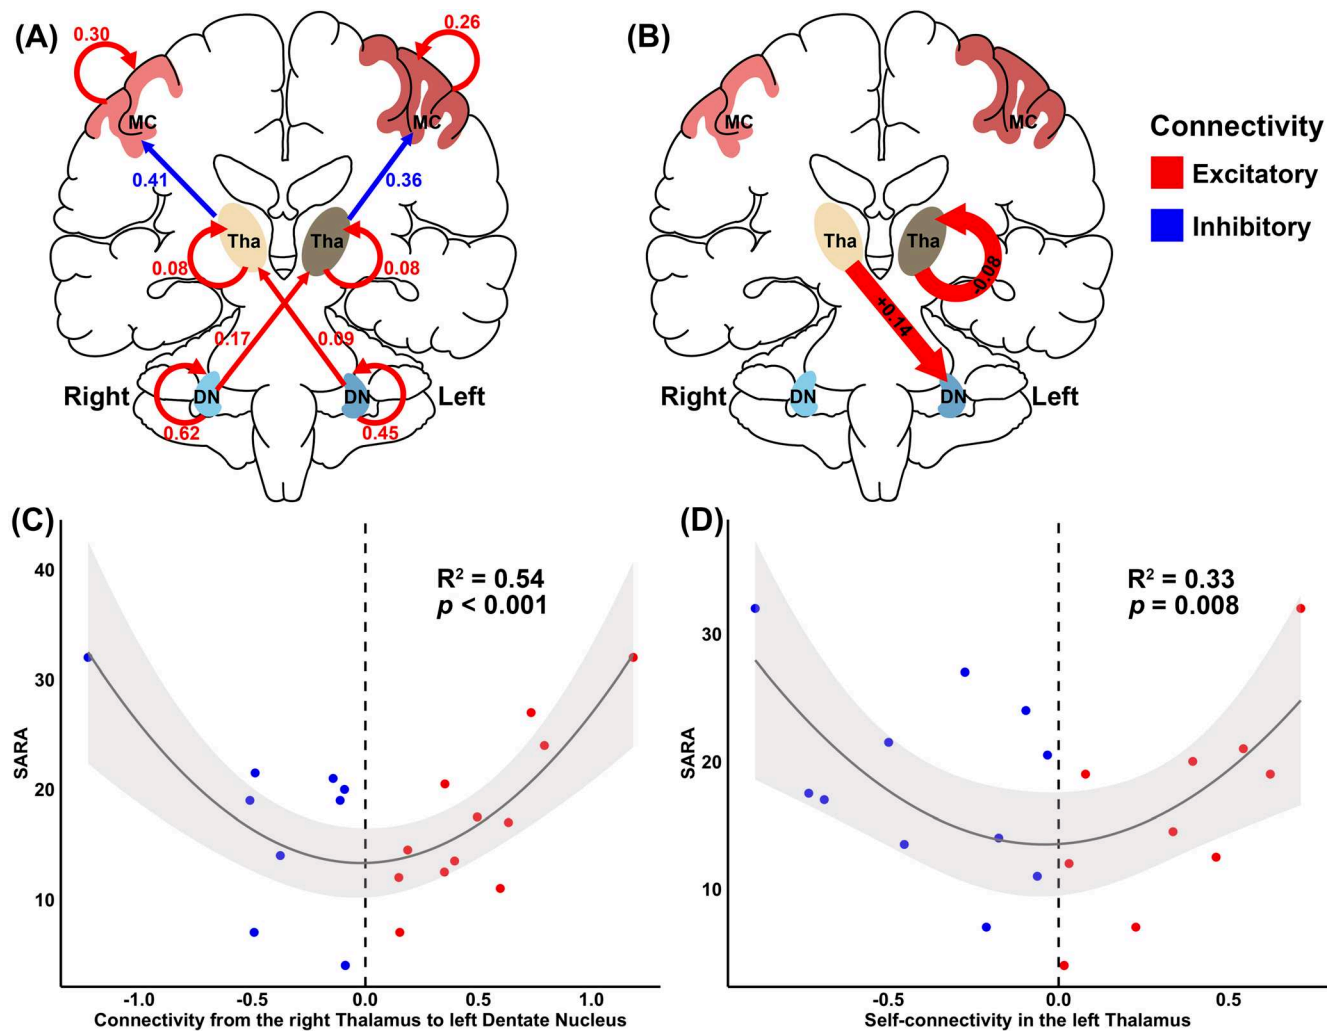 (A)
0.30
0.26
MC
MC
0.41
0.36
Tha
Tha
0.08
0.08
0.17
0.09
Right
DN
DN
Left
0.62
0.45
(B)
MC
MC
Tha
Tha
-0.08
+0.14
Right
DN
DN
Left
Connectivity
Excitatory
Inhibitory
(C)
R² = 0.54
p < 0.001
40
30
20
10
SARA
-1.0
-0.5
0.0
0.5
1.0
Connectivity from the right Thalamus to left Dentate Nucleus
(D)
R² = 0.33
p = 0.008
30
20
10
SARA
-0.5
0.0
0.5
Self-connectivity in the left Thalamus